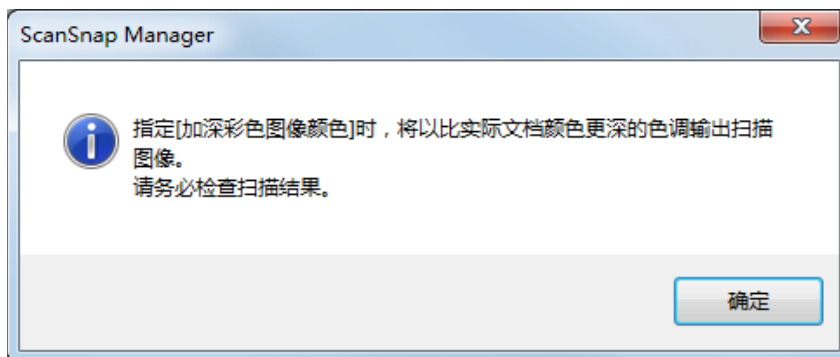 ScanSnap Manager
指定[加深彩色图像颜色]时，将以比实际文档颜色更深的色调输出扫描
图像。
请务必检查扫描结果。
确定